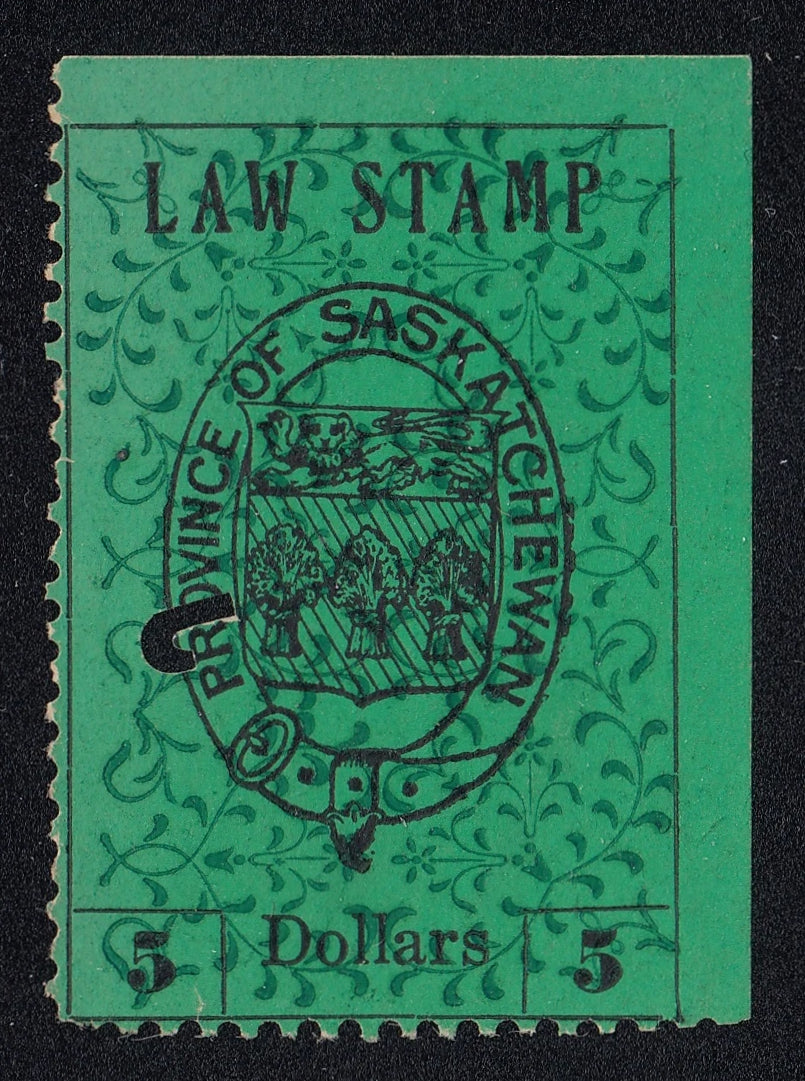 LAW STAMP
PROVINCE OF SASKATCHEWAN
5 Dollars 5